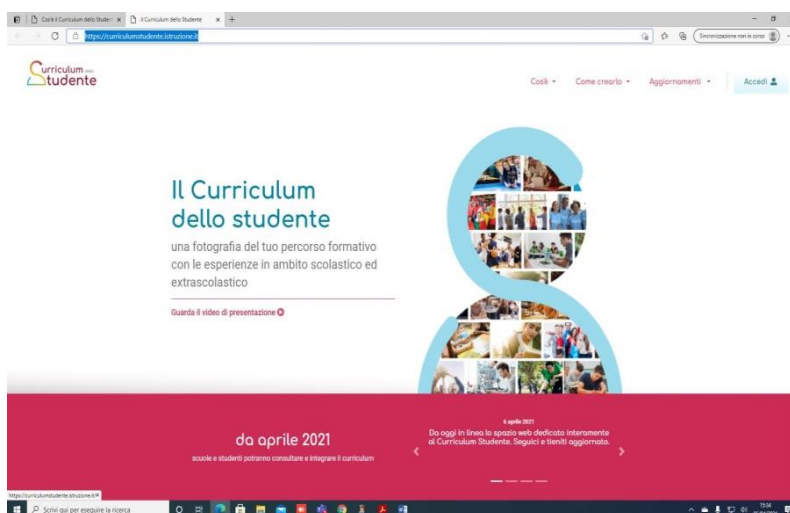 Cos'è il Curriculum dello Studen
Il Curriculum dello Studente
https://curriculumstudente.istruzione.it
Sincronizzazione non in corso
Curriculum dello
Studente
Cos'è
Come crearlo
Aggiornamenti
Accedi
Il Curriculum
dello studente
una fotografia del tuo percorso formativo
con le esperienze in ambito scolastico ed
extrascolastico
Guarda il video di presentazione
da aprile 2021
scuole e studenti potranno consultare e integrare il curriculum
6 aprile 2021
Da oggi in linea lo spazio web dedicato interamente
al Curriculum Studente. Seguici e tieniti aggiornato.
https://curriculumstudente.istruzione.it/#
Scrivi qui per eseguire la ricerca
15:34